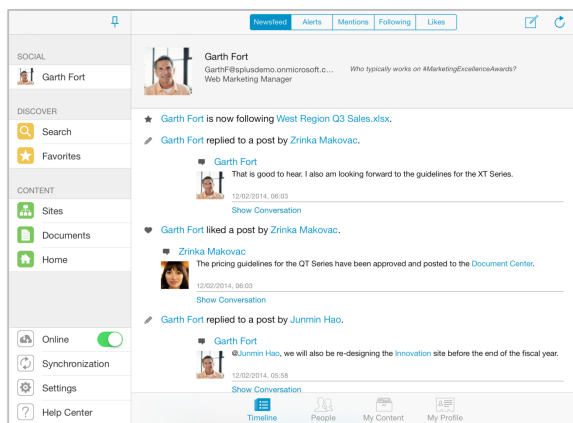 Newsfeed Alerts Mentions Following Likes
SOCIAL
Garth Fort
DISCOVER
Search
Favorites
CONTENT
Sites
Documents
Home
Online
Synchronization
Settings
Help Center
Garth Fort
GarthF@splusdemo.onmicrosoft.c...
Web Marketing Manager
Who typically works on #MarketingExcellenceAwards?
Garth Fort is now following West Region Q3 Sales.xlsx.
Garth Fort replied to a post by Zrinka Makovac.
Garth Fort
That is good to hear. I also am looking forward to the guidelines for the XT Series.
12/02/2014, 06:03
Show Conversation
Garth Fort liked a post by Zrinka Makovac.
Zrinka Makovac
The pricing guidelines for the QT Series have been approved and posted to the Document Center.
12/02/2014, 06:03
Show Conversation
Garth Fort replied to a post by Junmin Hao.
Garth Fort
@Junmin Hao, we will also be re-designing the Innovation site before the end of the fiscal year.
12/02/2014, 05:58
Show Conversation
Timeline People My Content My Profile